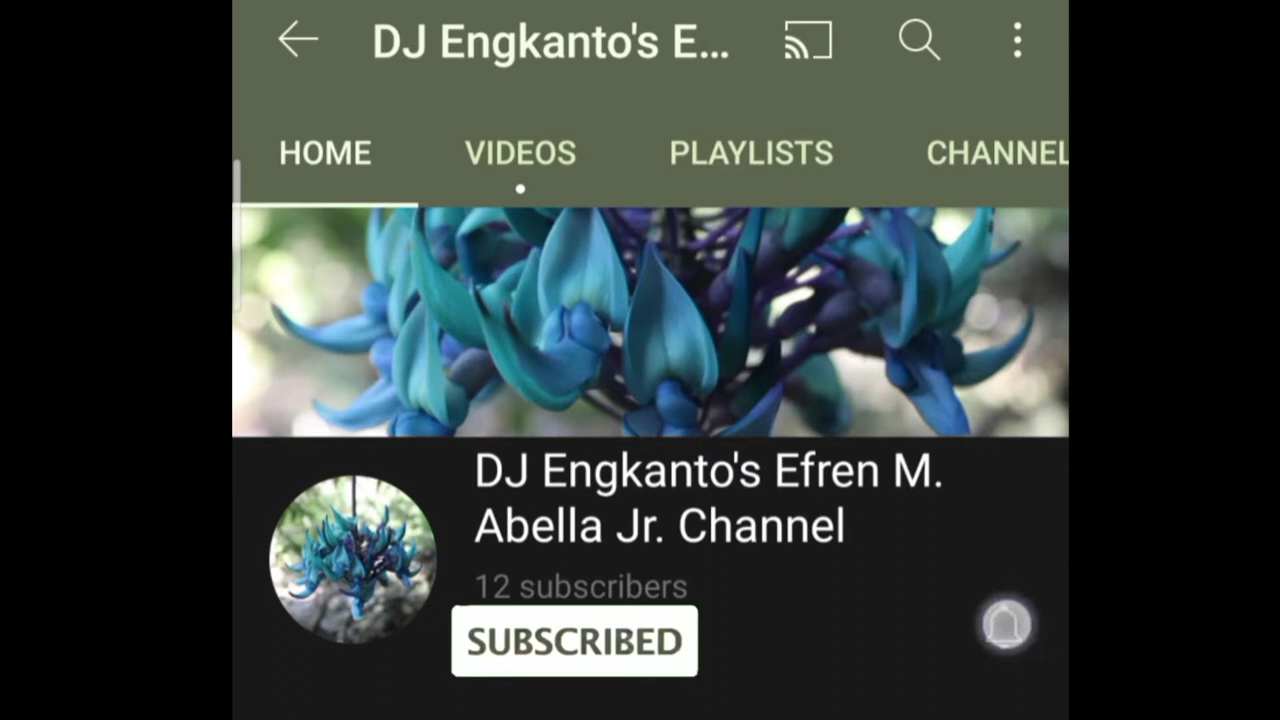 DJ Engkanto's E...
HOME VIDEOS PLAYLISTS CHANNEL
DJ Engkanto's Efren M.
Abella Jr. Channel
12 subscribers
SUBSCRIBED